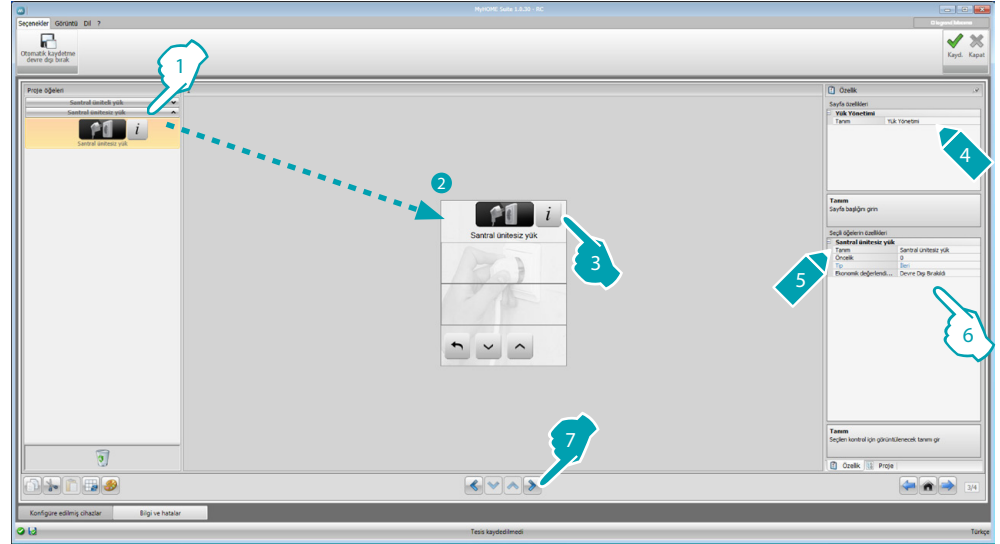 MyHOME Suite 1.0.20 - RC
Seçenekler Görüntü Dil ?
Otomatik kaydetme
devre dışı bırak
Kayd. Kapat
1
Proje öğeleri
Santral üniteli yük
Santral ünitesiz yük
i
Santral ünitesiz yük
2
i
Santral ünitesiz yük
3
Özellik
Sayfa özellikleri
Yük Yönetimi
Tanım Yük Yönetimi
4
Tanım
Sayfa başlığını girin
Seçili öğelerin özellikleri
Santral ünitesiz yük
Tanım Santral ünitesiz yük
Öncelik 0
Tip İleri
Ekonomik değerlendi... Devre Dışı Bırakıldı
5
6
Tanım
Seçilen kontrol için görüntülenecek tanımı gir
Özellik Proje
7
3/4
Konfigüre edilmiş cihazlar Bilgi ve hatalar
Tesis kaydedilmedi Türkçe